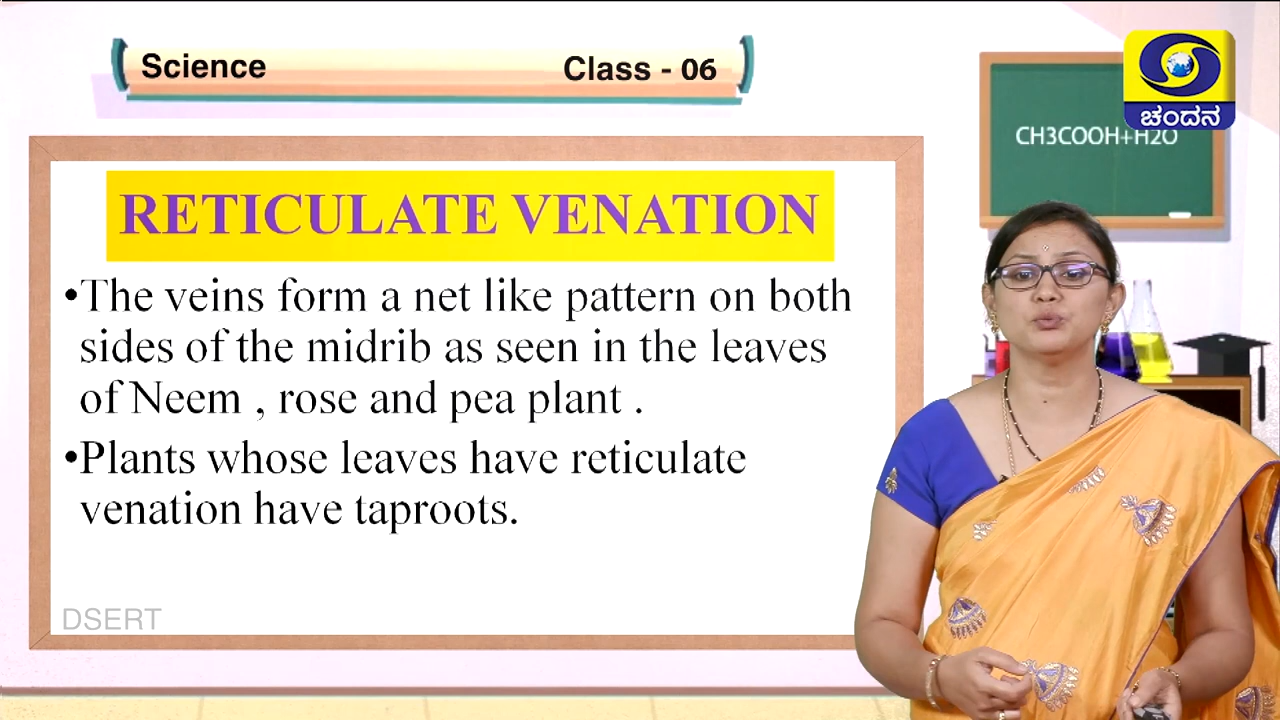 Science
Class - 06
ಚಂದನ
CH3COOH+H2O
RETICULATE VENATION
•The veins form a net like pattern on both
sides of the midrib as seen in the leaves
of Neem , rose and pea plant .
•Plants whose leaves have reticulate
venation have taproots.
DSERT